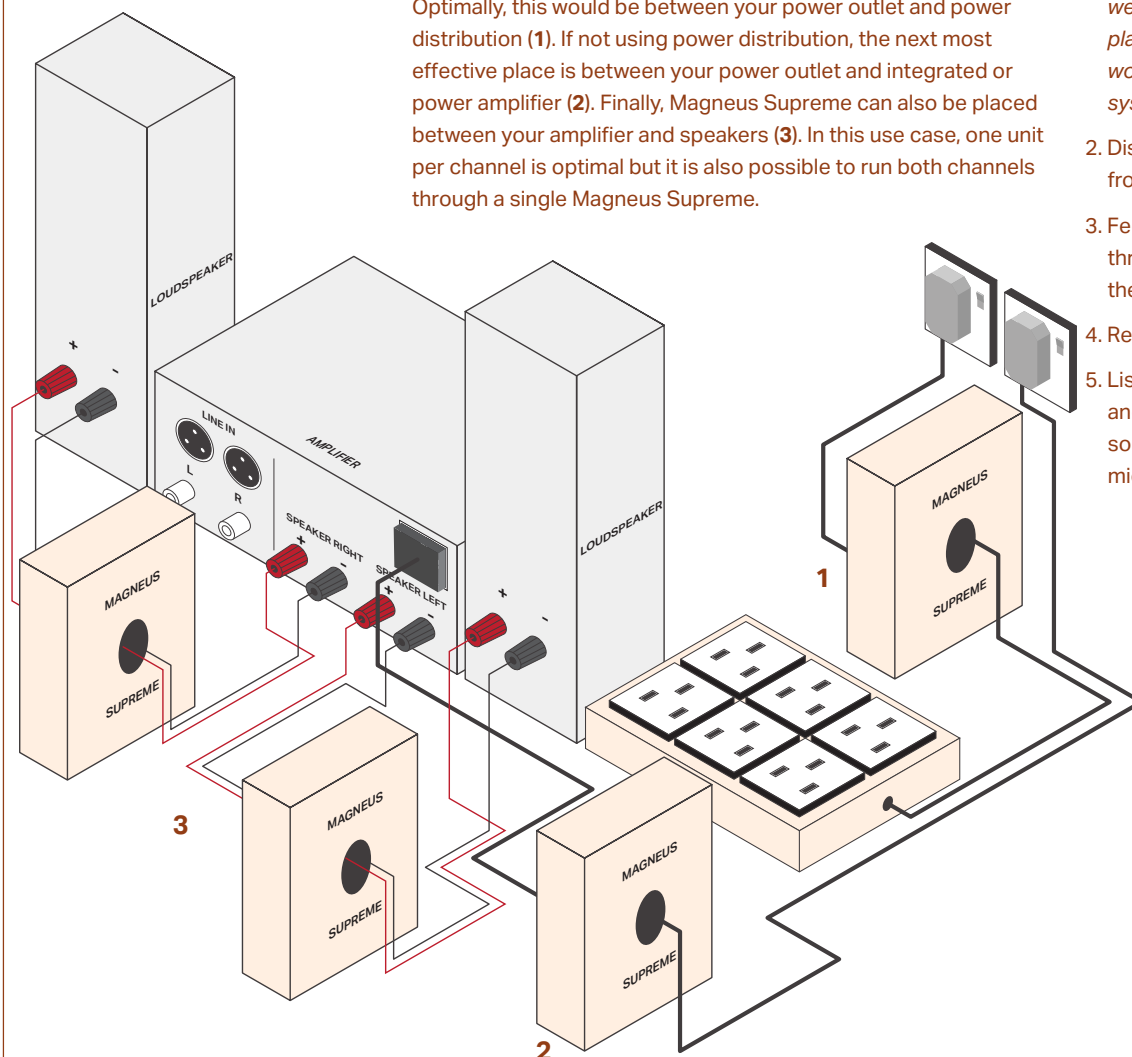 Optimally, this would be between your power outlet and power
distribution (1). If not using power distribution, the next most
effective place is between your power outlet and integrated or
power amplifier (2). Finally, Magneus Supreme can also be placed
between your amplifier and speakers (3). In this use case, one unit
per channel is optimal but it is also possible to run both channels
through a single Magneus Supreme.
we
pla
wo
sys
2. Dis
fro
3. Fe
thr
the
4. Re
5. Lis
an
so
mi
LOUDSPEAKER
+
-
LINE IN
L
R
AMPLIFIER
SPEAKER RIGHT
+
-
SPEAKER LEFT
+
-
LOUDSPEAKER
+
-
MAGNEUS
SUPREME
1
MAGNEUS
SUPREME
3
MAGNEUS
SUPREME
MAGNEUS
SUPREME
2